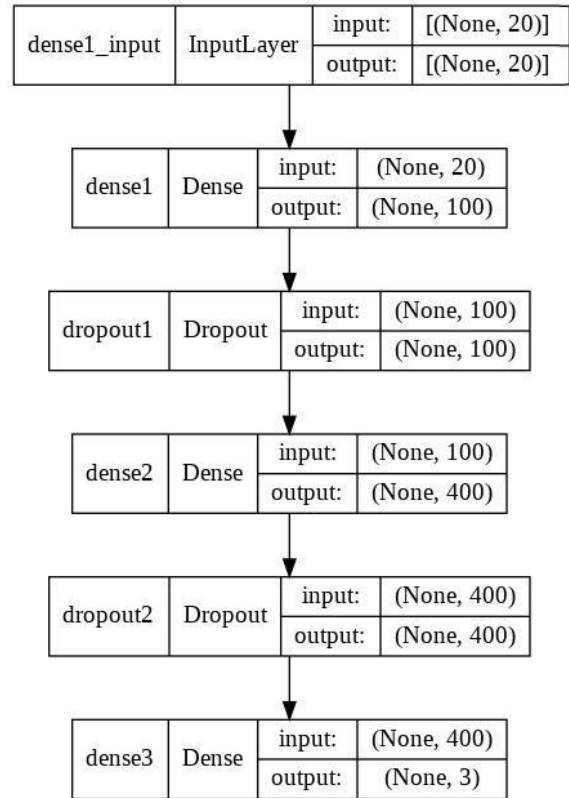 dense1_input InputLayer input: [(None, 20)]
output: [(None, 20)]
dense1 Dense input: (None, 20)
output: (None, 100)
dropout1 Dropout input: (None, 100)
output: (None, 100)
dense2 Dense input: (None, 100)
output: (None, 400)
dropout2 Dropout input: (None, 400)
output: (None, 400)
dense3 Dense input: (None, 400)
output: (None, 3)